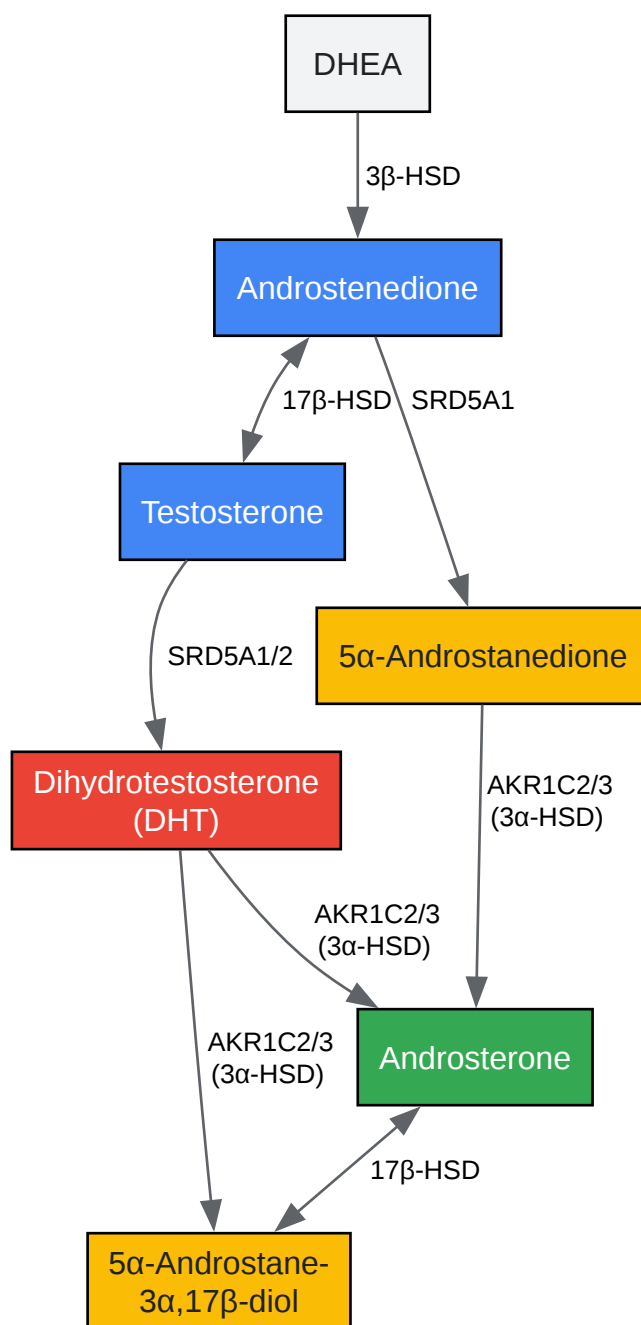 DHEA
3β-HSD
Androstenedione
17β-HSD
SRD5A1
Testosterone
SRD5A1/2
5α-Androstanedione
Dihydrotestosterone
(DHT)
AKR1C2/3
(3α-HSD)
AKR1C2/3
(3α-HSD)
AKR1C2/3
(3α-HSD)
Androsterone
17β-HSD
5α-Androstane-
3α,17β-diol